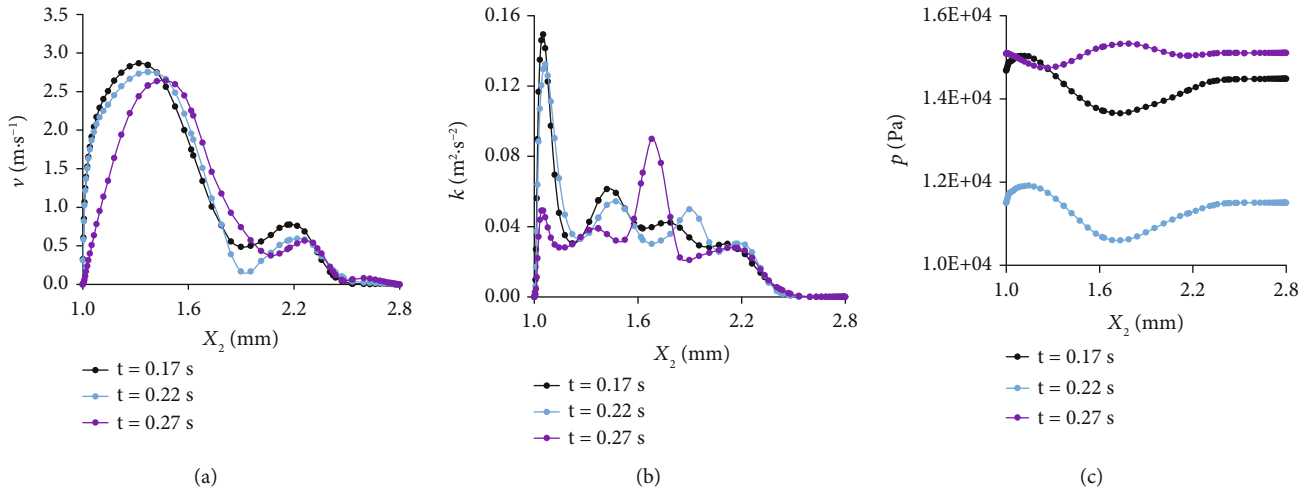 3.5
3.0
2.5
2.0
1.5
1.0
0.5
0.0
v (m·s⁻¹)
1.0 1.6 2.2 2.8
X₂ (mm)
t = 0.17 s
t = 0.22 s
t = 0.27 s
(a)
0.16
0.12
0.08
0.04
0.00
k (m²·s⁻²)
1.0 1.6 2.2 2.8
X₂ (mm)
t = 0.17 s
t = 0.22 s
t = 0.27 s
(b)
1.6E+04
1.4E+04
1.2E+04
1.0E+04
p (Pa)
1.0 1.6 2.2 2.8
X₂ (mm)
t = 0.17 s
t = 0.22 s
t = 0.27 s
(c)